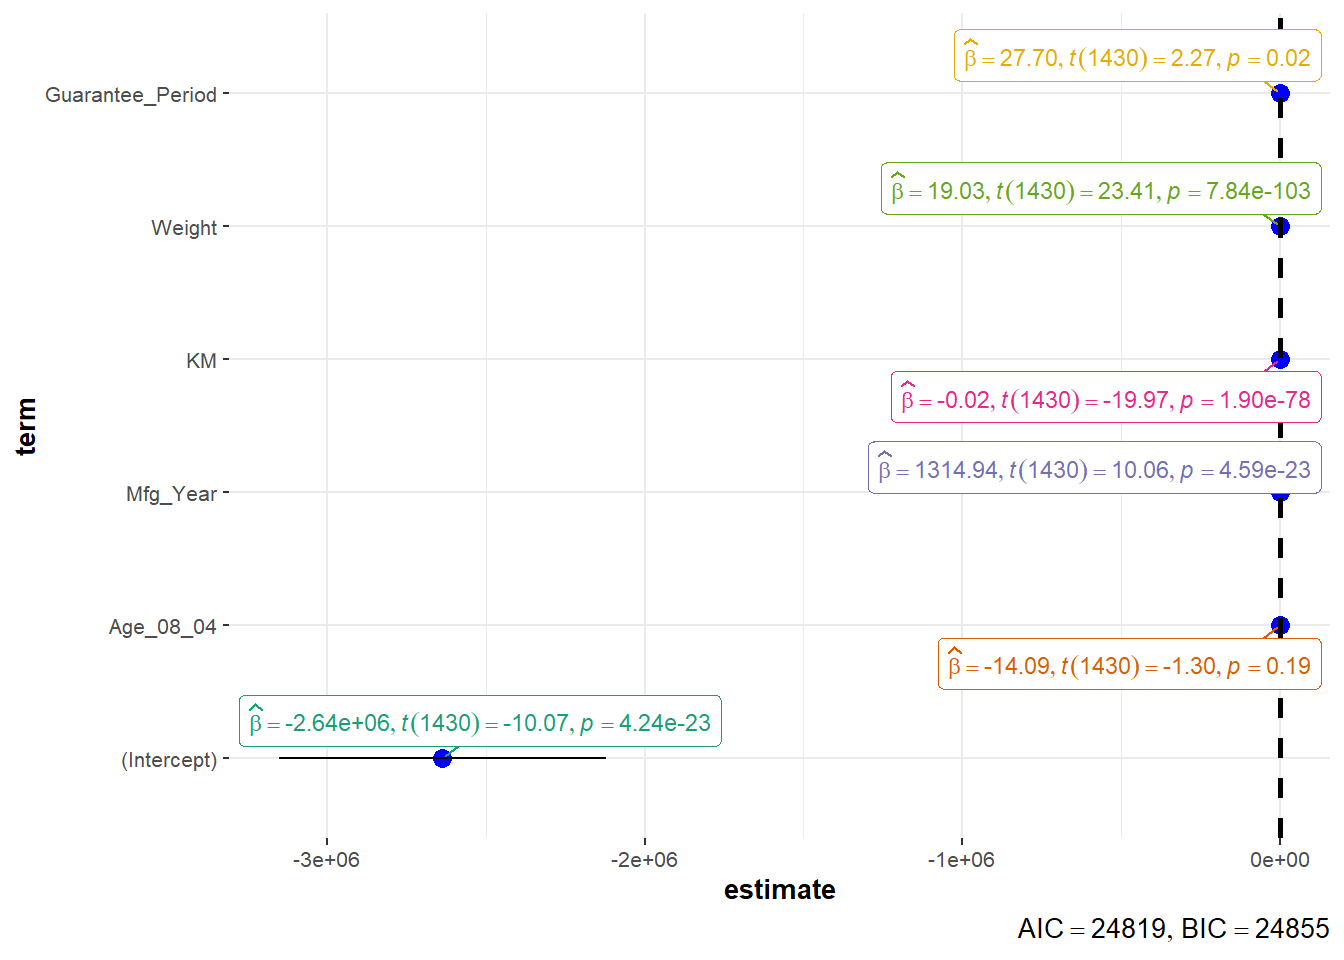 β̂ = 27.70, t(1430) = 2.27, p = 0.02
Guarantee_Period
β̂ = 19.03, t(1430) = 23.41, p = 7.84e-103
Weight
KM
β̂ = -0.02, t(1430) = -19.97, p = 1.90e-78
term
β̂ = 1314.94, t(1430) = 10.06, p = 4.59e-23
Mfg_Year
Age_08_04
β̂ = -14.09, t(1430) = -1.30, p = 0.19
β̂ = -2.64e+06, t(1430) = -10.07, p = 4.24e-23
(Intercept)
-3e+06 -2e+06 -1e+06 0e+00
estimate
AIC = 24819, BIC = 24855